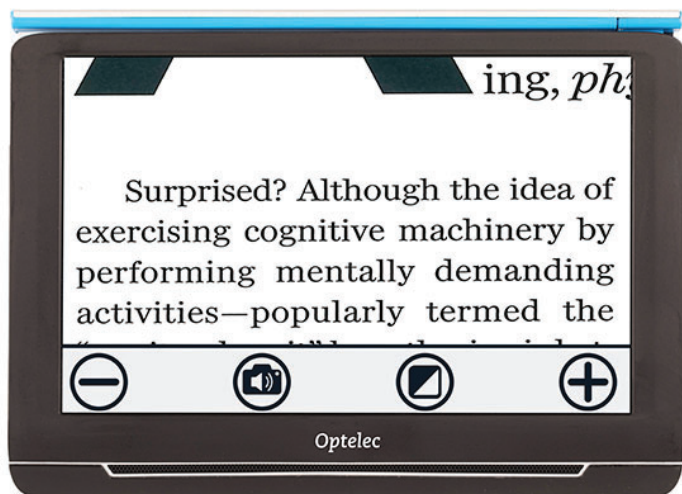 ing,
Surprised? Although the idea of
exercising cognitive machinery by
performing mentally demanding
activities—popularly termed the
Optelec